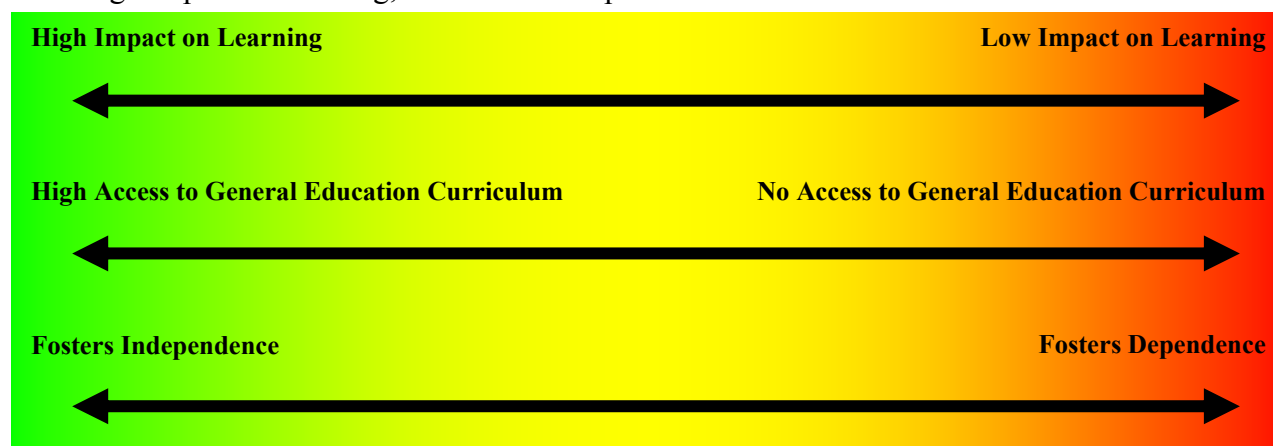 High Impact on Learning Low Impact on Learning
High Access to General Education Curriculum No Access to General Education Curriculum
Fosters Independence Fosters Dependence